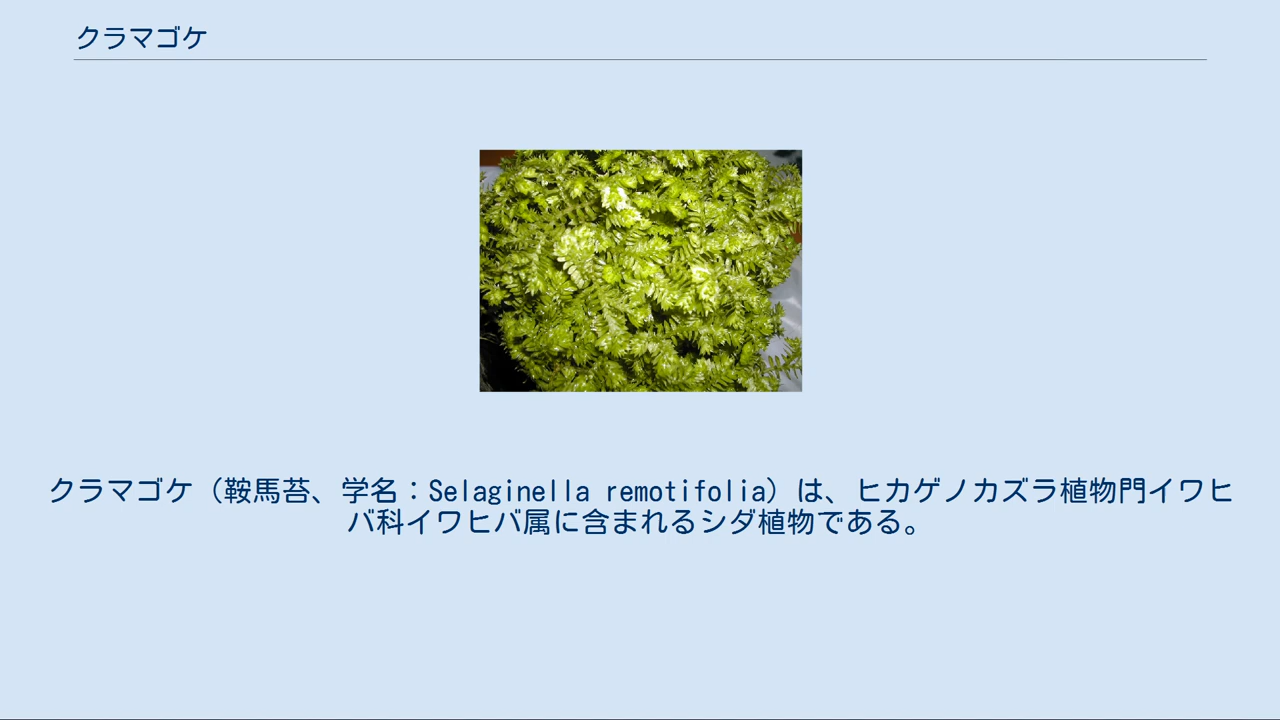 クラマゴケ
クラマゴケ（鞍馬苔、学名：Selaginella remotifolia）は、ヒカゲノカズラ植物門イワヒ
バ科イワヒバ属に含まれるシダ植物である。